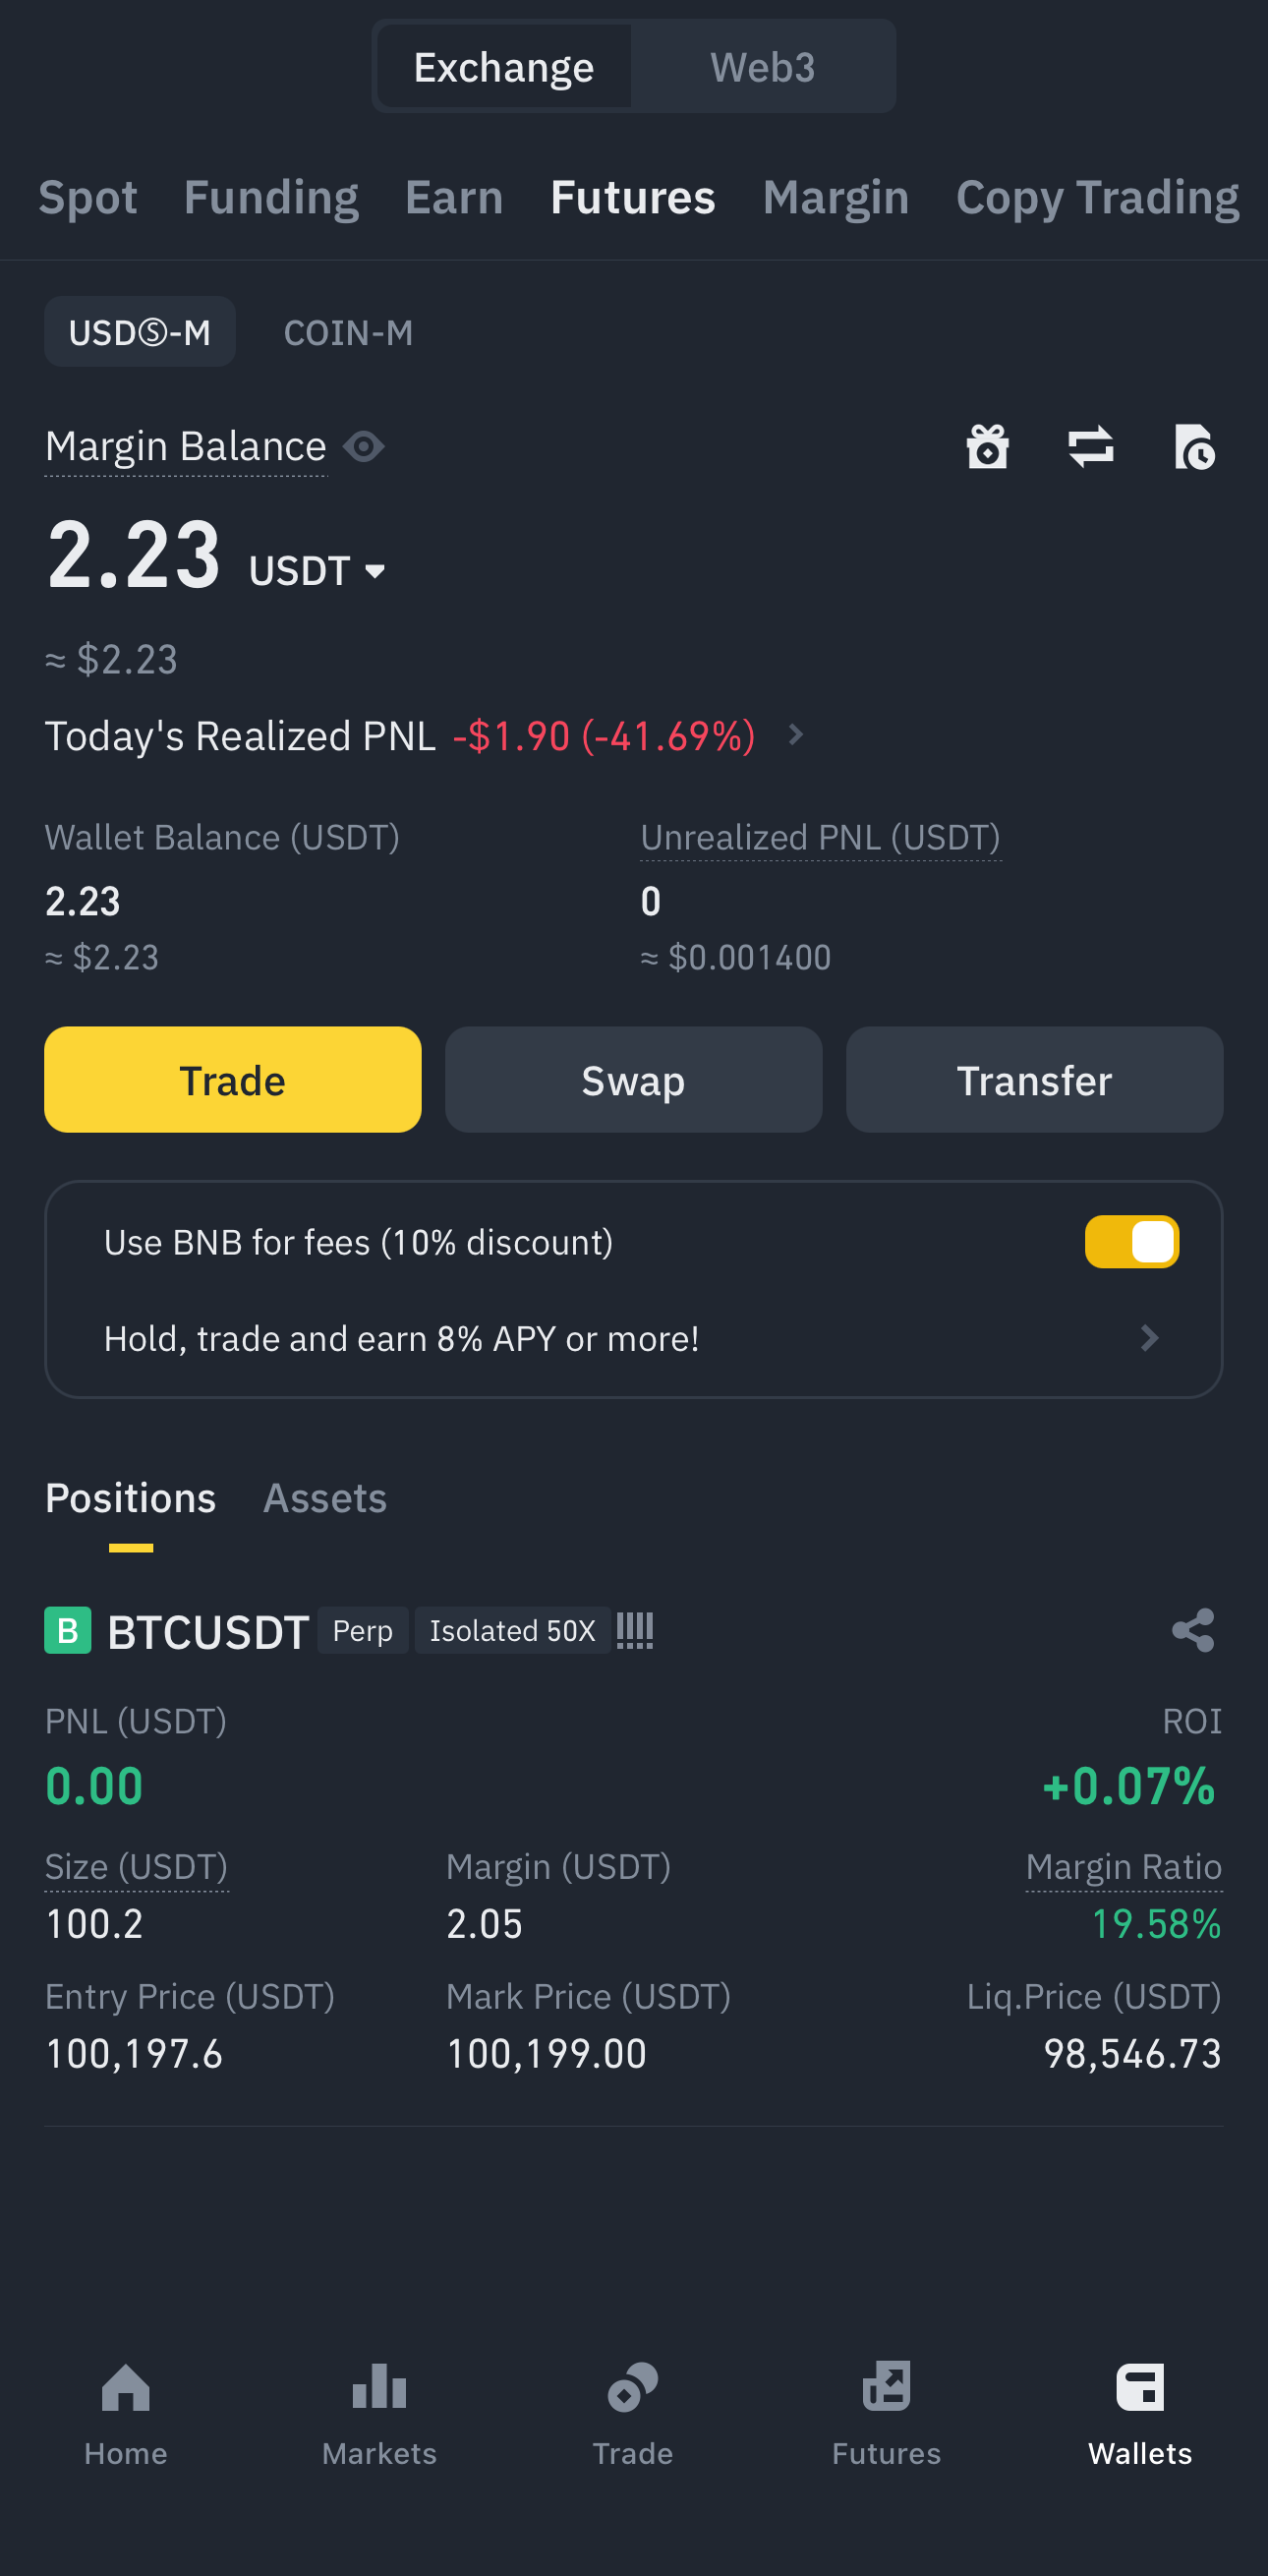 Exchange Web3
Spot Funding Earn Futures Margin Copy Trading
USDⓈ-M COIN-M
Margin Balance
2.23 USDT
≈ $2.23
Today's Realized PNL -$1.90 (-41.69%)
Wallet Balance (USDT) Unrealized PNL (USDT)
2.23 0
≈ $2.23 ≈ $0.001400
Trade Swap Transfer
Use BNB for fees (10% discount)
Hold, trade and earn 8% APY or more!
Positions Assets
B BTCUSDT Perp Isolated 50X
PNL (USDT) ROI
0.00 +0.07%
Size (USDT) Margin (USDT) Margin Ratio
100.2 2.05 19.58%
Entry Price (USDT) Mark Price (USDT) Liq.Price (USDT)
100,197.6 100,199.00 98,546.73
Home Markets Trade Futures Wallets